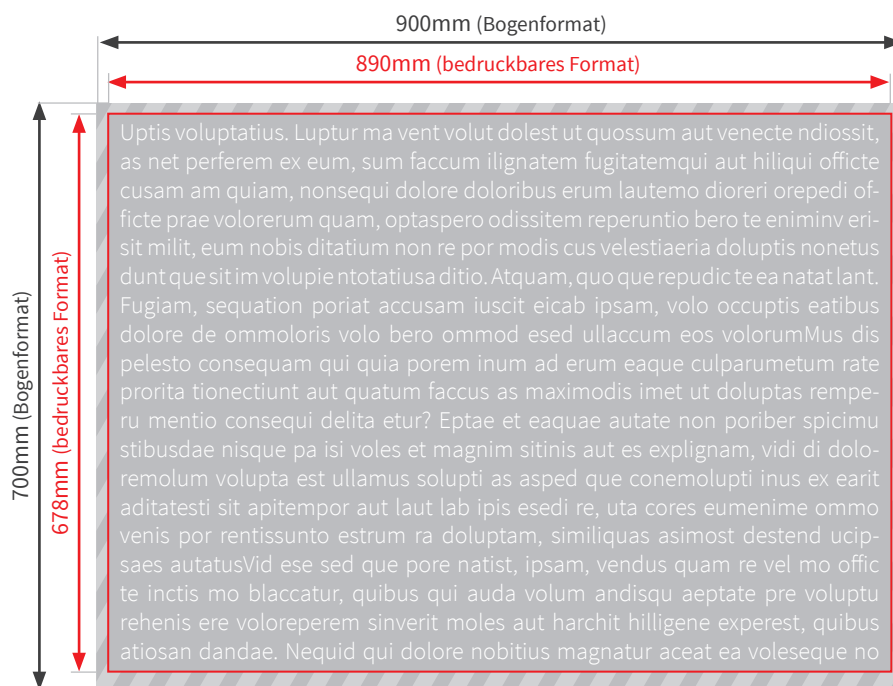 900mm (Bogenformat)
890mm (bedruckbares Format)
700mm (Bogenformat)
678mm (bedruckbares Format)
Uptis voluptatius. Luptur ma vent volut dolest ut quossum aut venecte ndiossit,
as net perferem ex eum, sum faccum ilignatem fugitatemqui aut hiliqui officte
cusam am quiam, nonsequi dolore doloribus erum lautemo dioreri orepedi of-
ficte prae volorerum quam, optaspero odissitem reperuntio bero te eniminv eri-
sit milit, eum nobis ditatium non re por modis cus velestiaeria doluptis nonetus
dunt que sit im volupie ntotatiusa ditio. Atquam, quo que repudic te ea natat lant.
Fugiam, sequation poriat accusam iuscit eicab ipsam, volo occuptis eatibus
dolore de ommoloris volo bero ommod esed ullaccum eos volorumMus dis
pelesto consequam qui quia porem inum ad erum eaque culparumetum rate
prorita tionectiunt aut quatum faccus as maximodis imet ut doluptas rempe-
ru mentio consequi delita etur? Eptae et eaquae autate non poriber spicimu
stibusdae nisque pa isi voles et magnim sitinis aut es explignam, vidi di dolo-
remolum volupta est ullamus solupti as asped que conemolupti inus ex earit
aditatesti sit apitempor aut laut lab ipis esedi re, uta cores eumenime ommo
venis por rentissunto estrum ra doluptam, similiquas asimost destend ucip-
saes autatusVid ese sed que pore natist, ipsam, vendus quam re vel mo offic
te inctis mo blaccatur, quibus qui auda volum andisqu aeptate pre voluptu
rehenis ere voloreperem sinverit moles aut harchit hilligene experest, quibus
atiosan dandae. Nequid qui dolore nobitius magnatur aceat ea voleseque no